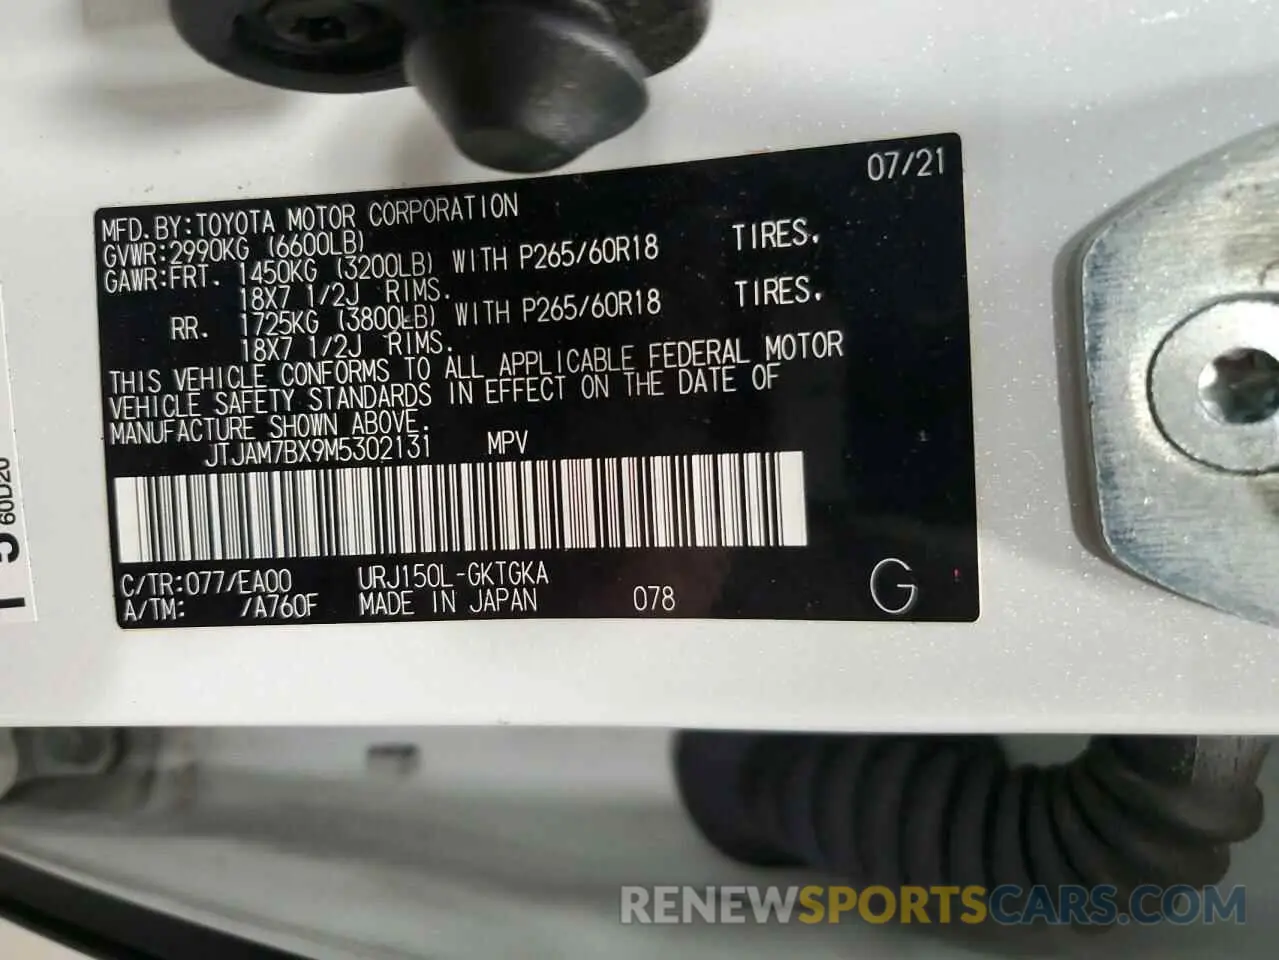 07/21
MFD.BY:TOYOTA MOTOR CORPORATION
GVWR:2990KG (6600LB)
GAWR:FRT. 1450KG (3200LB) WITH P265/60R18 TIRES.
18X7 1/2J RIMS.
RR. 1725KG (3800LB) WITH P265/60R18 TIRES.
18X7 1/2J RIMS.
THIS VEHICLE CONFORMS TO ALL APPLICABLE FEDERAL MOTOR
VEHICLE SAFETY STANDARDS IN EFFECT ON THE DATE OF
MANUFACTURE SHOWN ABOVE.
JTJAM7BX9M5302131 MPV
C/TR:077/EA00 URJ150L-GKTGKA
A/TM: /A760F MADE IN JAPAN 078 G
60D20
RENEWSPORTSCARS.COM